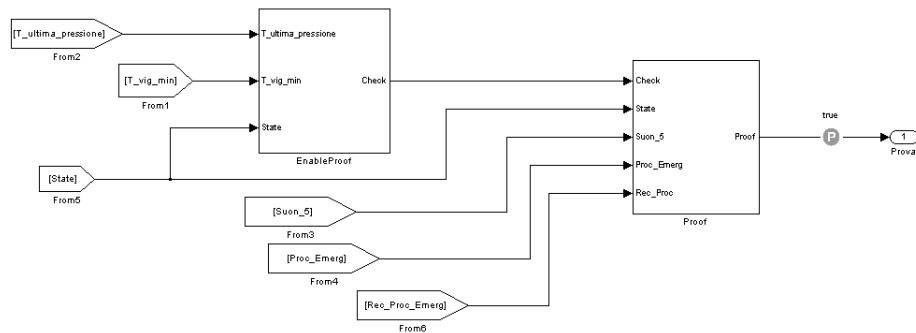 [T_ultima_pressione]
From2
[T_vig_min]
From1
[State]
From5
T_ultima_pressione
T_vig_min
Check
State
EnableProof
[Suon_5]
From3
[Proc_Emerg]
From4
[Rec_Proc_Emerg]
From6
Check
State
Suon_5
Proof
Proc_Emerg
Rec_Proc
Proof
true
P
1
Prova